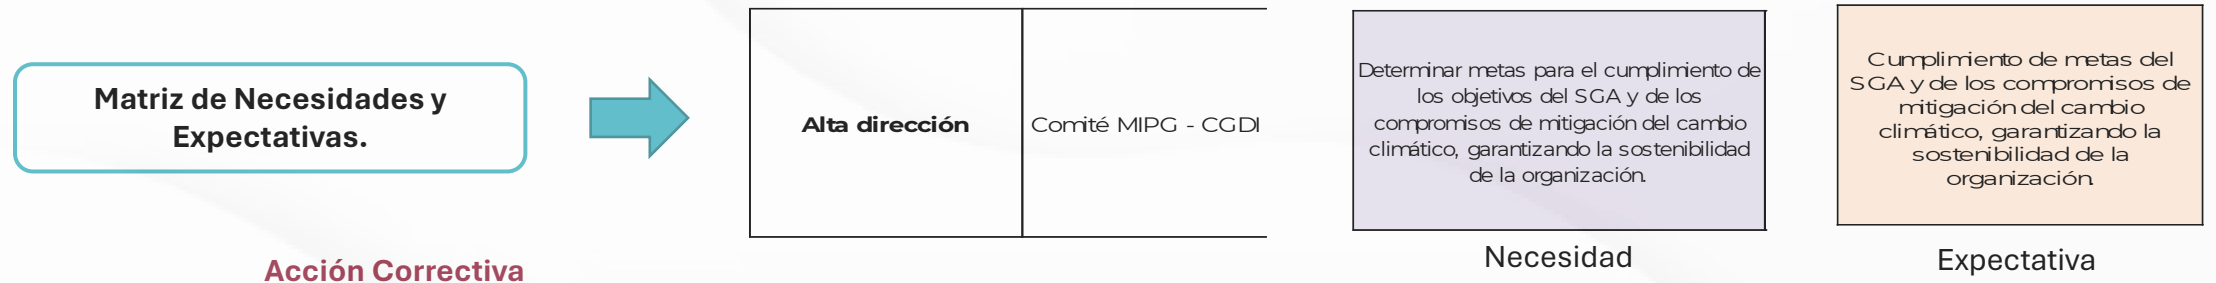 Matriz de Necesidades y
Expectativas.
Alta dirección
Comité MIPG - CGDI
Determinar metas para el cumplimiento de
los objetivos del SGA y de los
compromisos de mitigación del cambio
climático, garantizando la sostenibilidad
de la organización.
Cumplimiento de metas del
SGA y de los compromisos de
mitigación del cambio
climático, garantizando la
sostenibilidad de la
organización.
Necesidad
Expectativa
Acción Correctiva